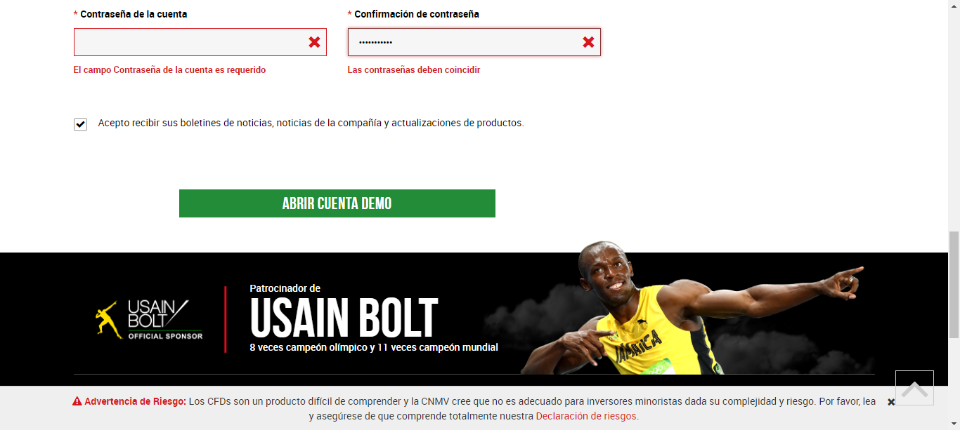 * Contraseña de la cuenta
* Confirmación de contraseña
•••••••••••
El campo Contraseña de la cuenta es requerido
Las contraseñas deben coincidir
Acepto recibir sus boletines de noticias, noticias de la compañía y actualizaciones de productos.
ABRIR CUENTA DEMO
USAIN
BOLT
OFFICIAL SPONSOR
Patrocinador de
USAIN BOLT
8 veces campeón olímpico y 11 veces campeón mundial
JAMAICA
Advertencia de Riesgo: Los CFDs son un producto difícil de comprender y la CNMV cree que no es adecuado para inversores minoristas dada su complejidad y riesgo. Por favor, lea
y asegúrese de que comprende totalmente nuestra Declaración de riesgos.